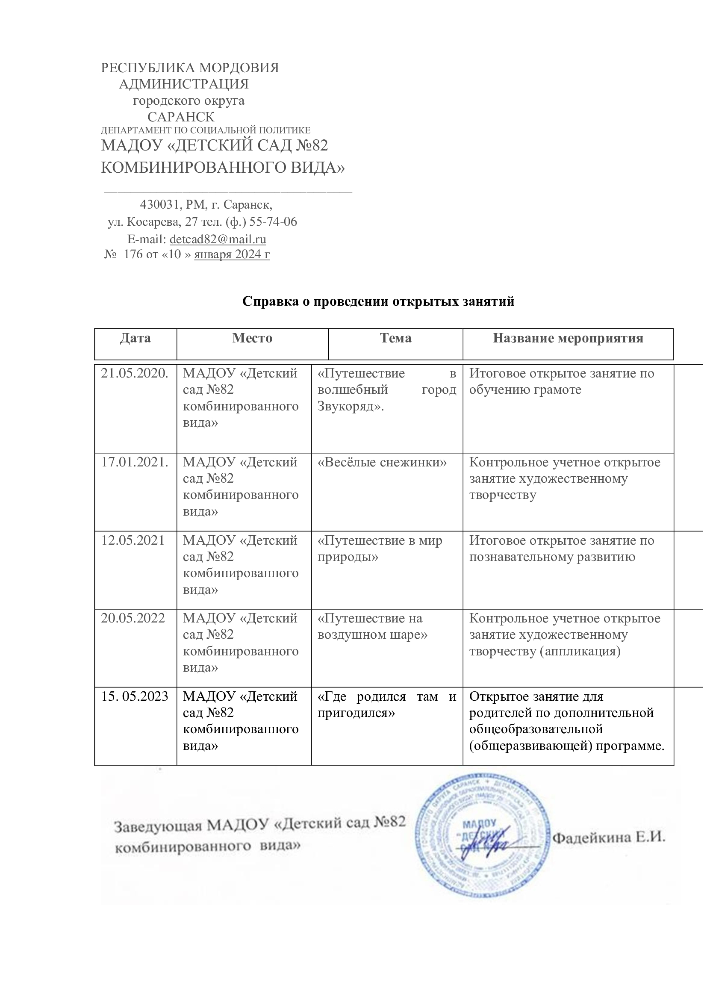 РЕСПУБЛИКА МОРДОВИЯ
АДМИНИСТРАЦИЯ
городского округа
САРАНСК
ДЕПАРТАМЕНТ ПО СОЦИАЛЬНОЙ ПОЛИТИКЕ
МАДОУ «ДЕТСКИЙ САД №82
КОМБИНИРОВАННОГО ВИДА»
430031, РМ, г. Саранск,
ул. Косарева, 27 тел. (ф.) 55-74-06
E-mail: detcad82@mail.ru
№ 176 от «10 » января 2024 г
Справка о проведении открытых занятий
Дата Место Тема Название мероприятия
21.05.2020.
МАДОУ «Детский
сад №82
комбинированного
вида»
«Путешествие в
волшебный город
Звукоряд».
Итоговое открытое занятие по
обучению грамоте
17.01.2021.
МАДОУ «Детский
сад №82
комбинированного
вида»
«Весёлые снежинки»
Контрольное учетное открытое
занятие художественному
творчеству
12.05.2021
МАДОУ «Детский
сад №82
комбинированного
вида»
«Путешествие в мир
природы»
Итоговое открытое занятие по
познавательному развитию
20.05.2022
МАДОУ «Детский
сад №82
комбинированного
вида»
«Путешествие на
воздушном шаре»
Контрольное учетное открытое
занятие художественному
творчеству (аппликация)
15. 05.2023
МАДОУ «Детский
сад №82
комбинированного
вида»
«Где родился там и
пригодился»
Открытое занятие для
родителей по дополнительной
общеобразовательной
(общеразвивающей) программе.
Заведующая МАДОУ «Детский сад №82
комбинированного вида»
МАДОУ
"ДЕТСКИЙ
САД
Фадейкина Е.И.